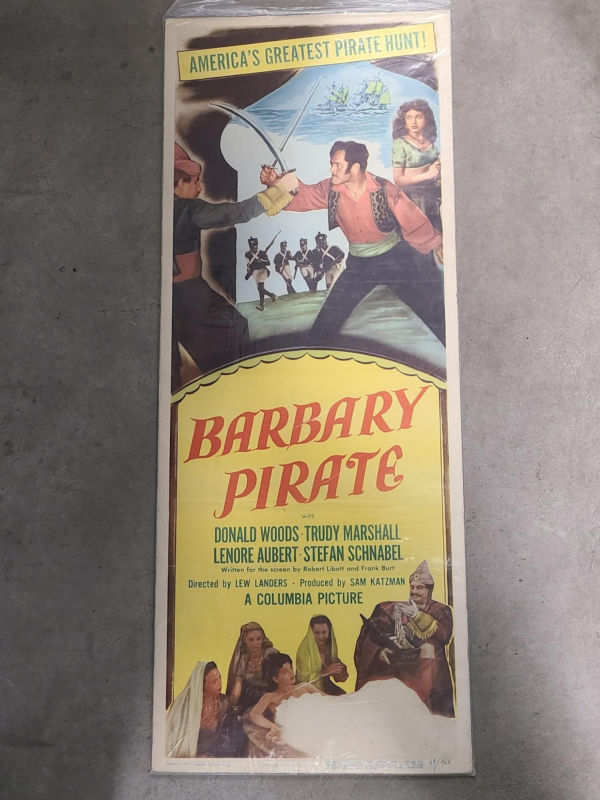 AMERICA'S GREATEST PIRATE HUNT!
BARBARY
PIRATE
with
DONALD WOODS · TRUDY MARSHALL
LENORE AUBERT · STEFAN SCHNABEL
Written for the screen by Robert Libott and Frank Burt
Directed by LEW LANDERS · Produced by SAM KATZMAN
A COLUMBIA PICTURE